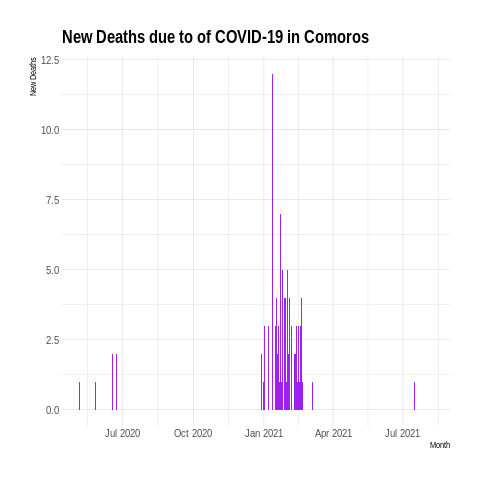 New Deaths due to of COVID-19 in Comoros
New Deaths
12.5
10.0
7.5
5.0
2.5
0.0
Jul 2020 Oct 2020 Jan 2021 Apr 2021 Jul 2021
Month